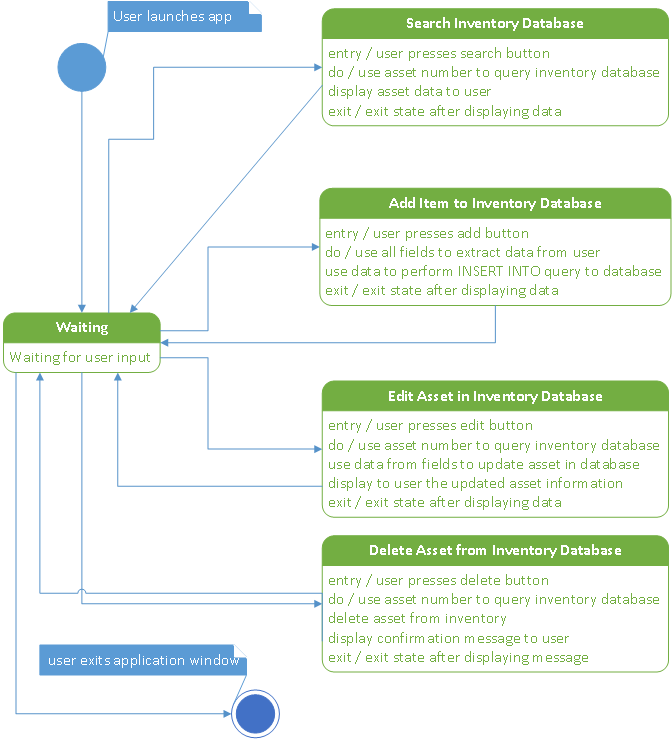 User launches app
Search Inventory Database
entry / user presses search button
do / use asset number to query inventory database
display asset data to user
exit / exit state after displaying data
Add Item to Inventory Database
entry / user presses add button
do / use all fields to extract data from user
use data to perform INSERT INTO query to database
exit / exit state after displaying data
Waiting
Waiting for user input
Edit Asset in Inventory Database
entry / user presses edit button
do / use asset number to query inventory database
use data from fields to update asset in database
display to user the updated asset information
exit / exit state after displaying data
Delete Asset from Inventory Database
entry / user presses delete button
do / use asset number to query inventory database
delete asset from inventory
display confirmation message to user
exit / exit state after displaying message
user exits application window